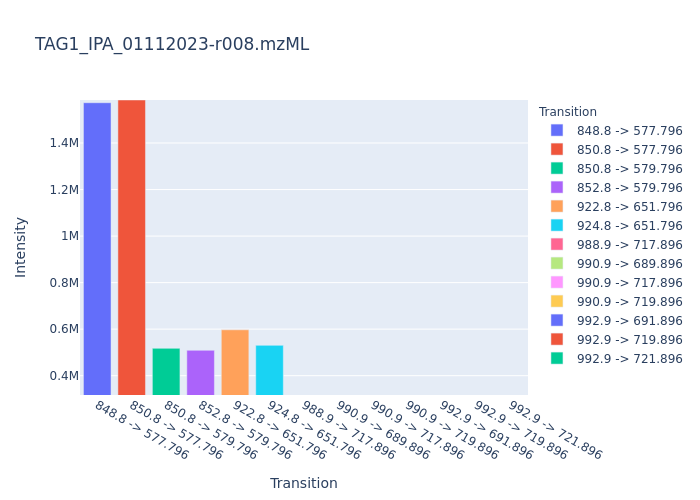 TAG1_IPA_01112023-r008.mzML
Intensity
1.4M
1.2M
1M
0.8M
0.6M
0.4M
848.8 -> 577.796
850.8 -> 577.796
850.8 -> 579.796
852.8 -> 579.796
922.8 -> 651.796
924.8 -> 651.796
988.9 -> 717.896
990.9 -> 689.896
990.9 -> 717.896
990.9 -> 719.896
992.9 -> 691.896
992.9 -> 719.896
992.9 -> 721.896
Transition
Transition
848.8 -> 577.796
850.8 -> 577.796
850.8 -> 579.796
852.8 -> 579.796
922.8 -> 651.796
924.8 -> 651.796
988.9 -> 717.896
990.9 -> 689.896
990.9 -> 717.896
990.9 -> 719.896
992.9 -> 691.896
992.9 -> 719.896
992.9 -> 721.896